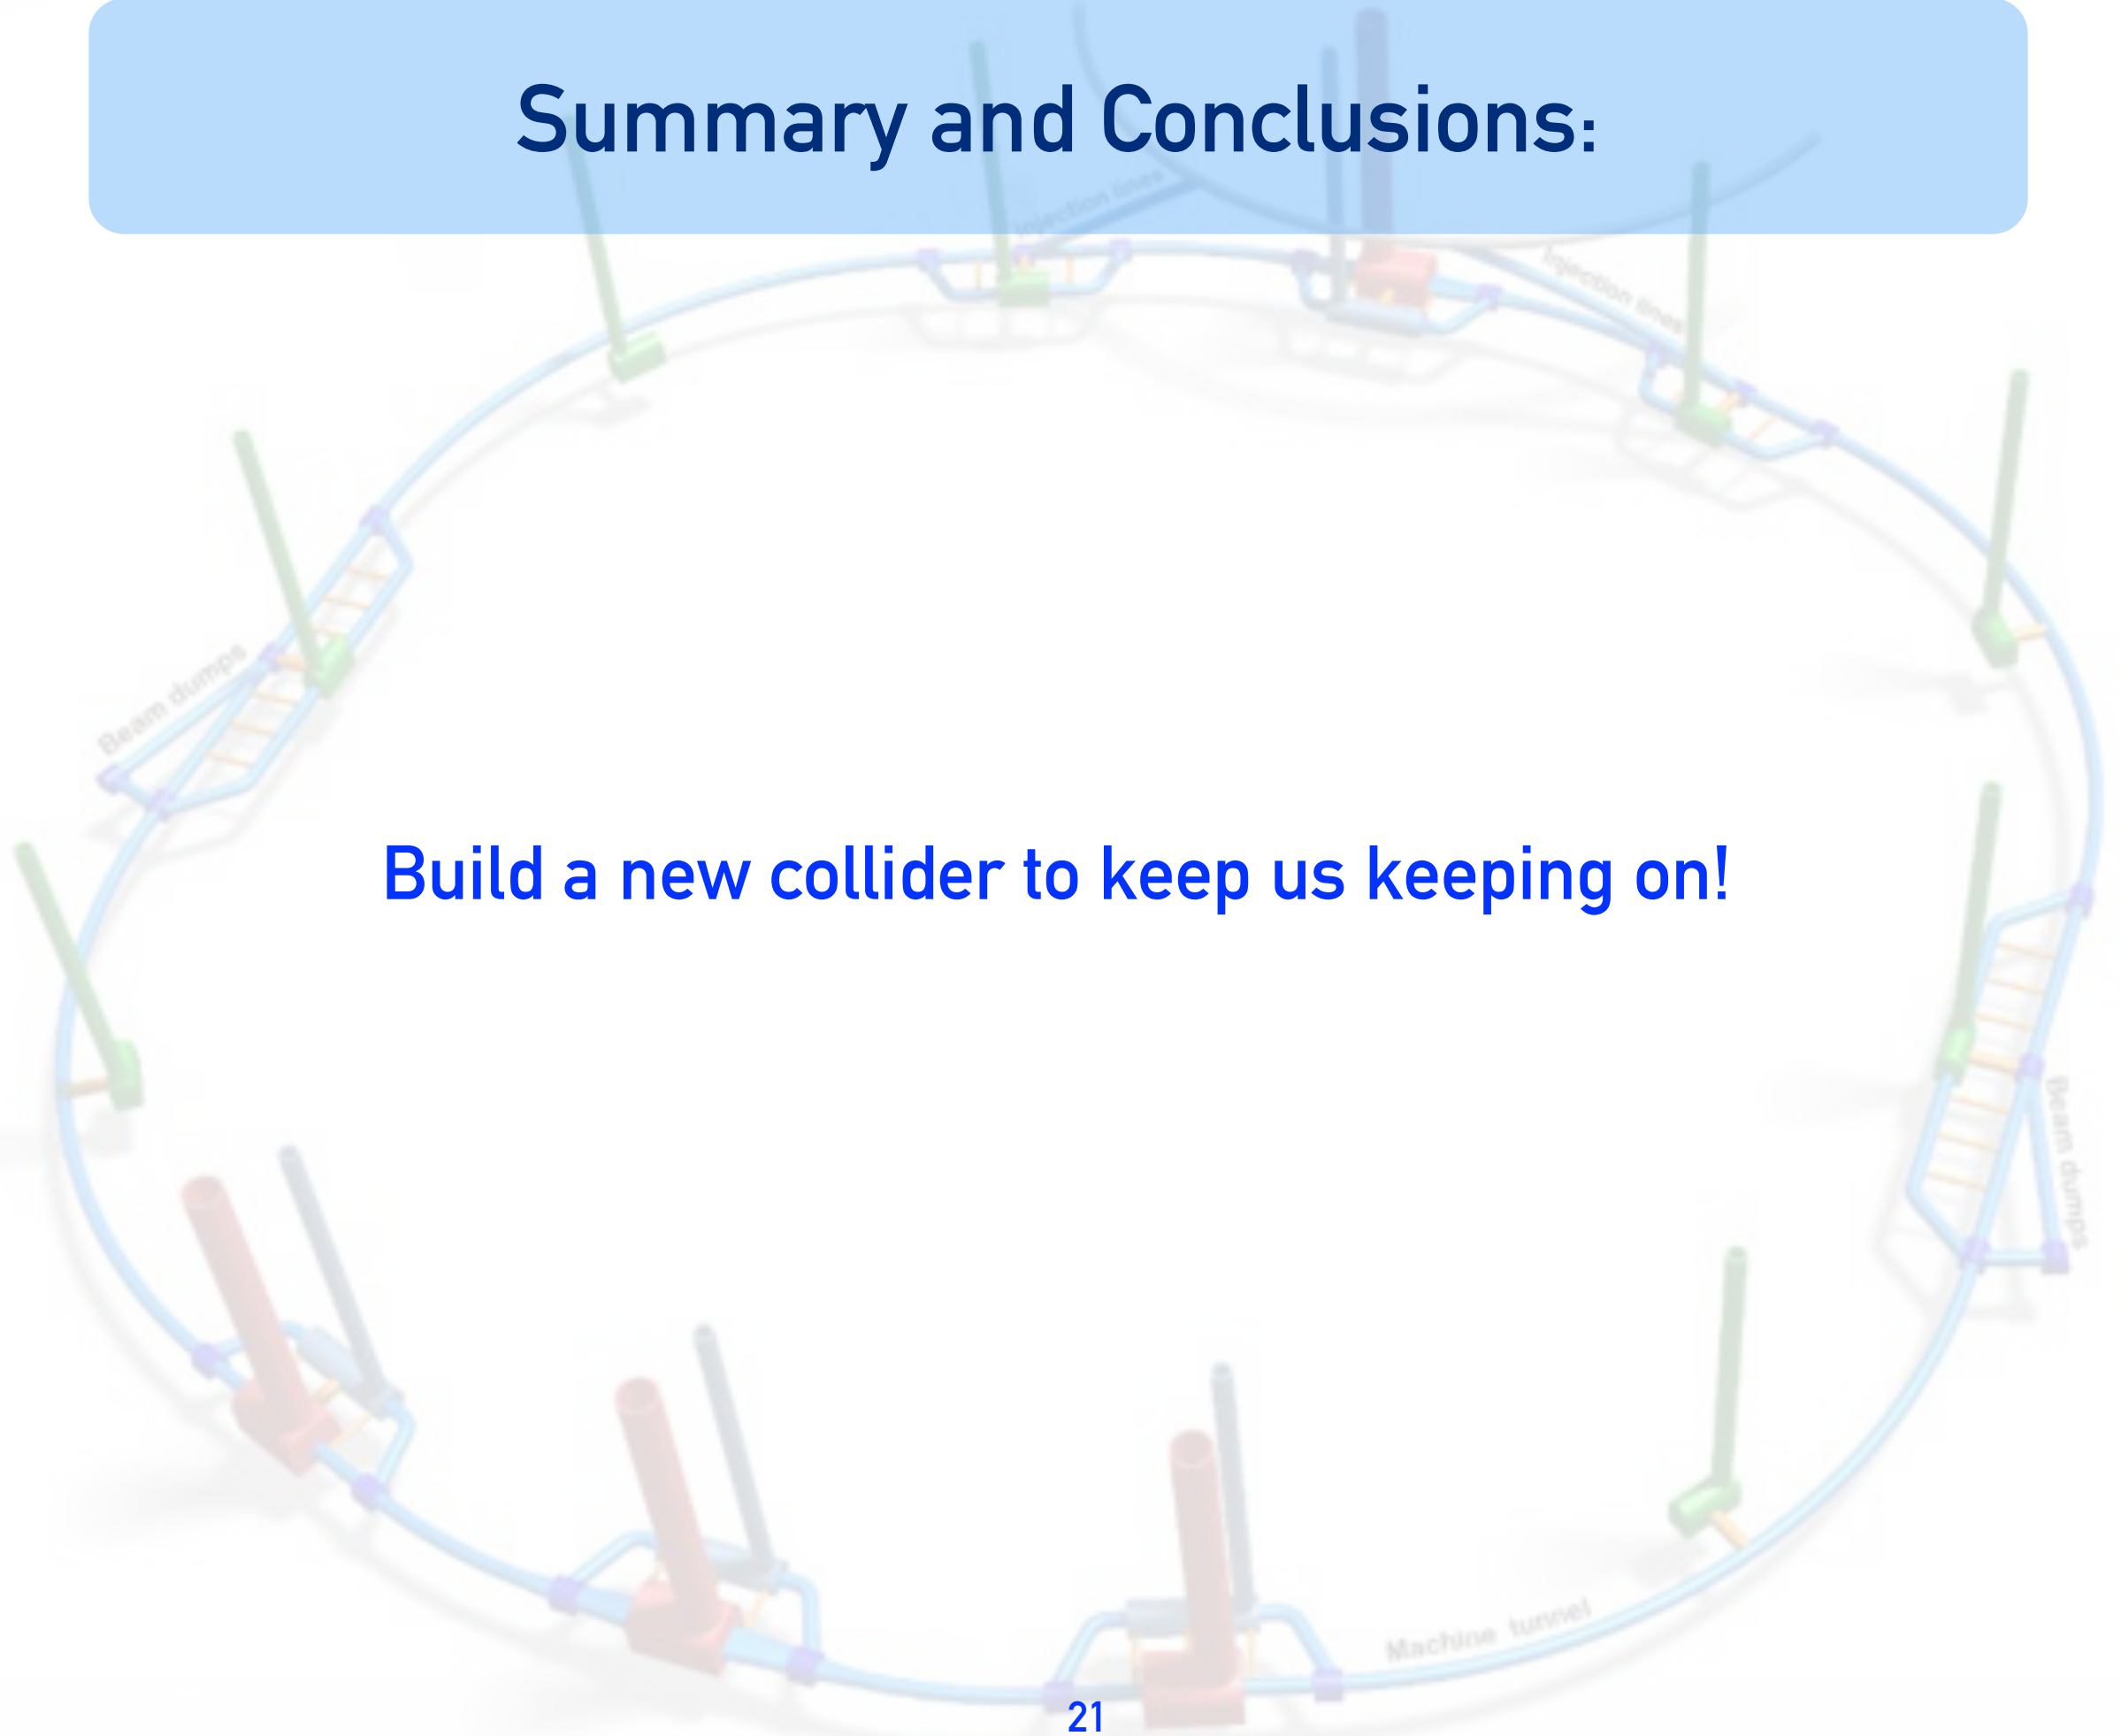 Summary and Conclusions:
Injection lines
Injection lines
Beam dumps
Build a new collider to keep us keeping on!
Beam dumps
Machine tunnel
21